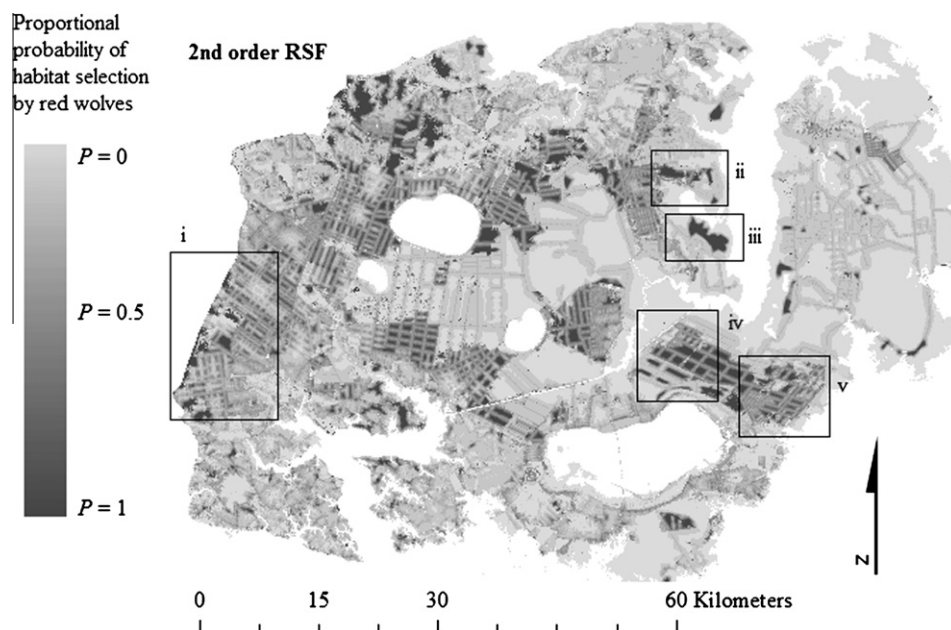 Proportional
probability of
habitat selection
by red wolves
2nd order RSF
P = 0
P = 0.5
P = 1
i
ii
iii
iv
v
N
0 15 30 60 Kilometers